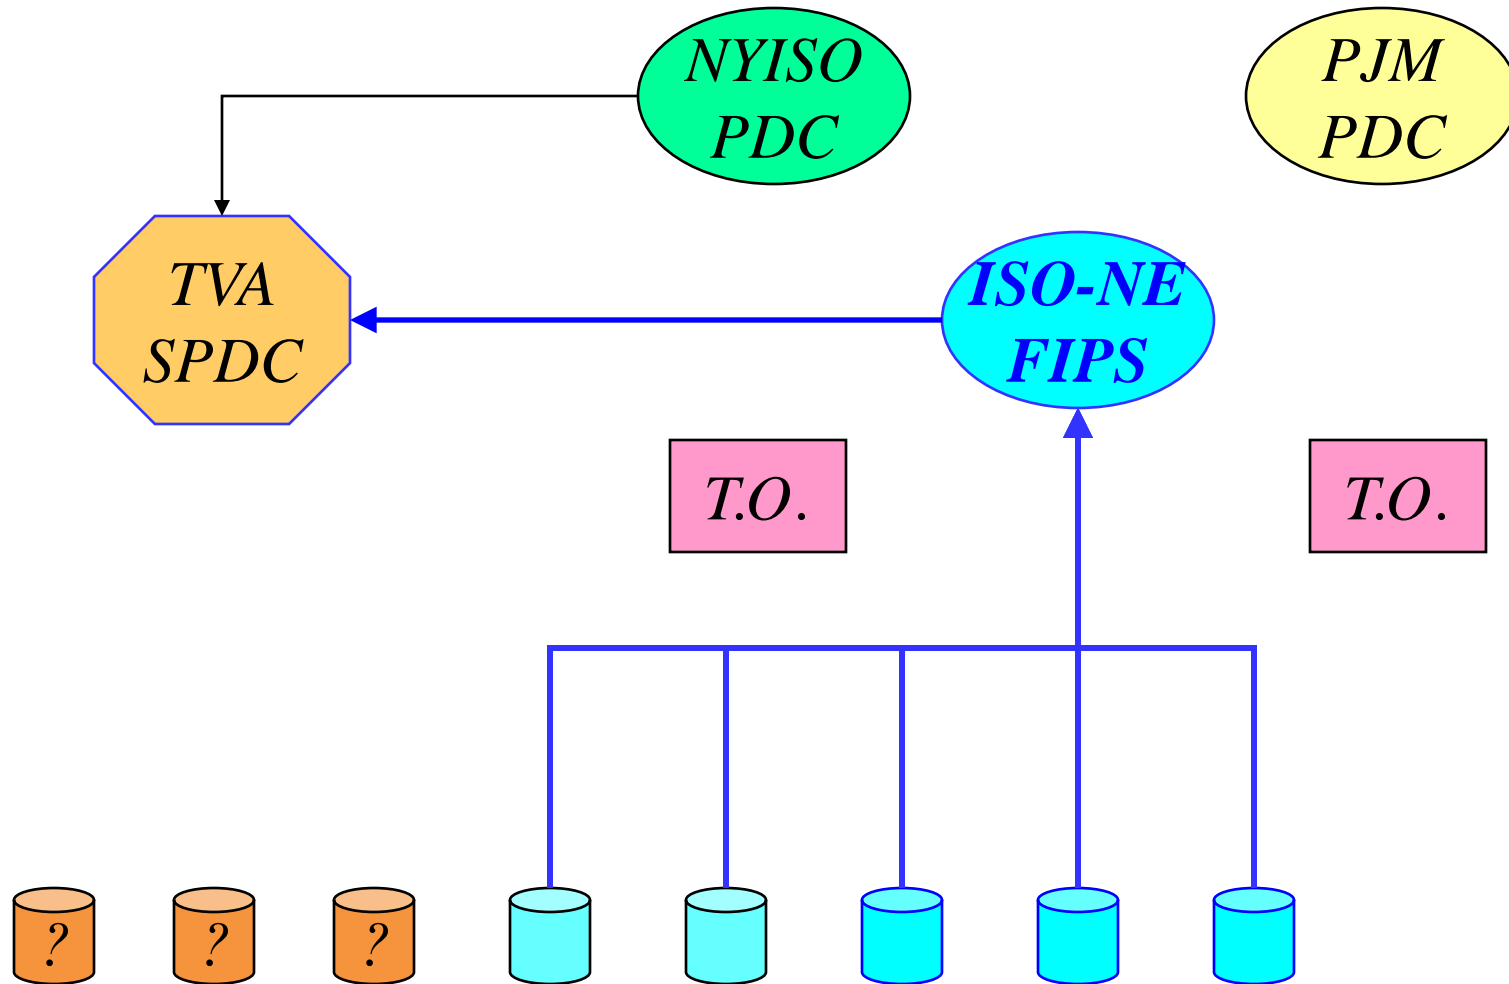 NYISO
PDC
PJM
PDC
TVA
SPDC
ISO-NE
FIPS
T.O.
T.O.
?
?
?